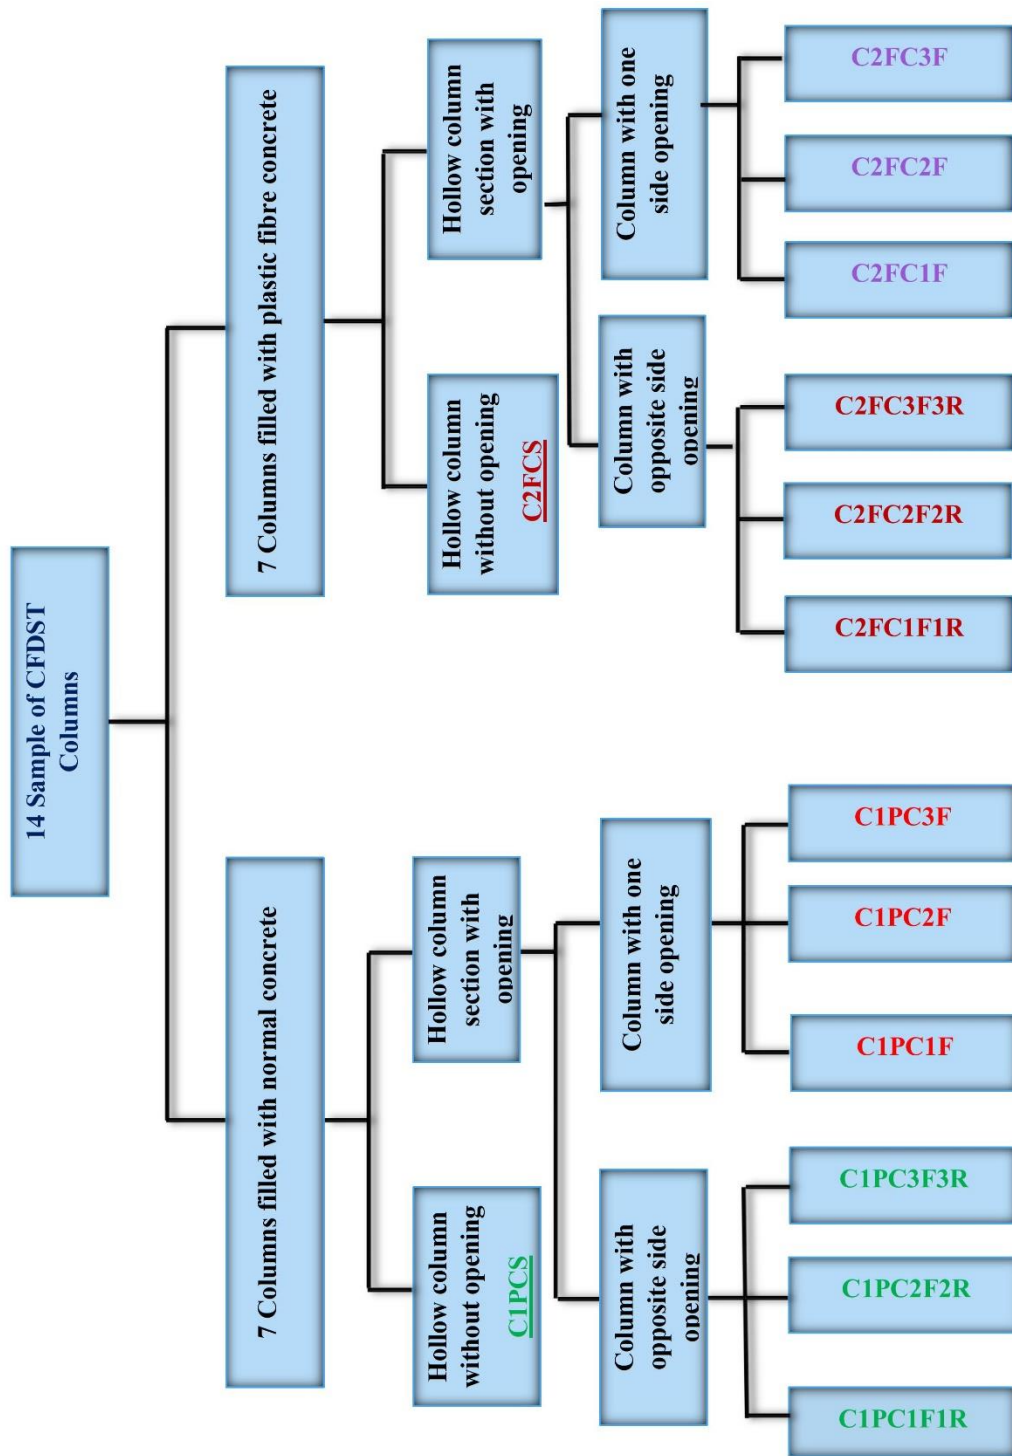 14 Sample of CFDST
Columns
7 Columns filled with normal concrete
7 Columns filled with plastic fibre concrete
Hollow column
without opening
C1PCS
Hollow column
section with
opening
Hollow column
without opening
C2FCS
Hollow column
section with
opening
Column with
opposite side
opening
Column with one
side opening
Column with
opposite side
opening
Column with one
side opening
C1PC1F1R
C1PC2F2R
C1PC3F3R
C1PC1F
C1PC2F
C1PC3F
C2FC1F1R
C2FC2F2R
C2FC3F3R
C2FC1F
C2FC2F
C2FC3F